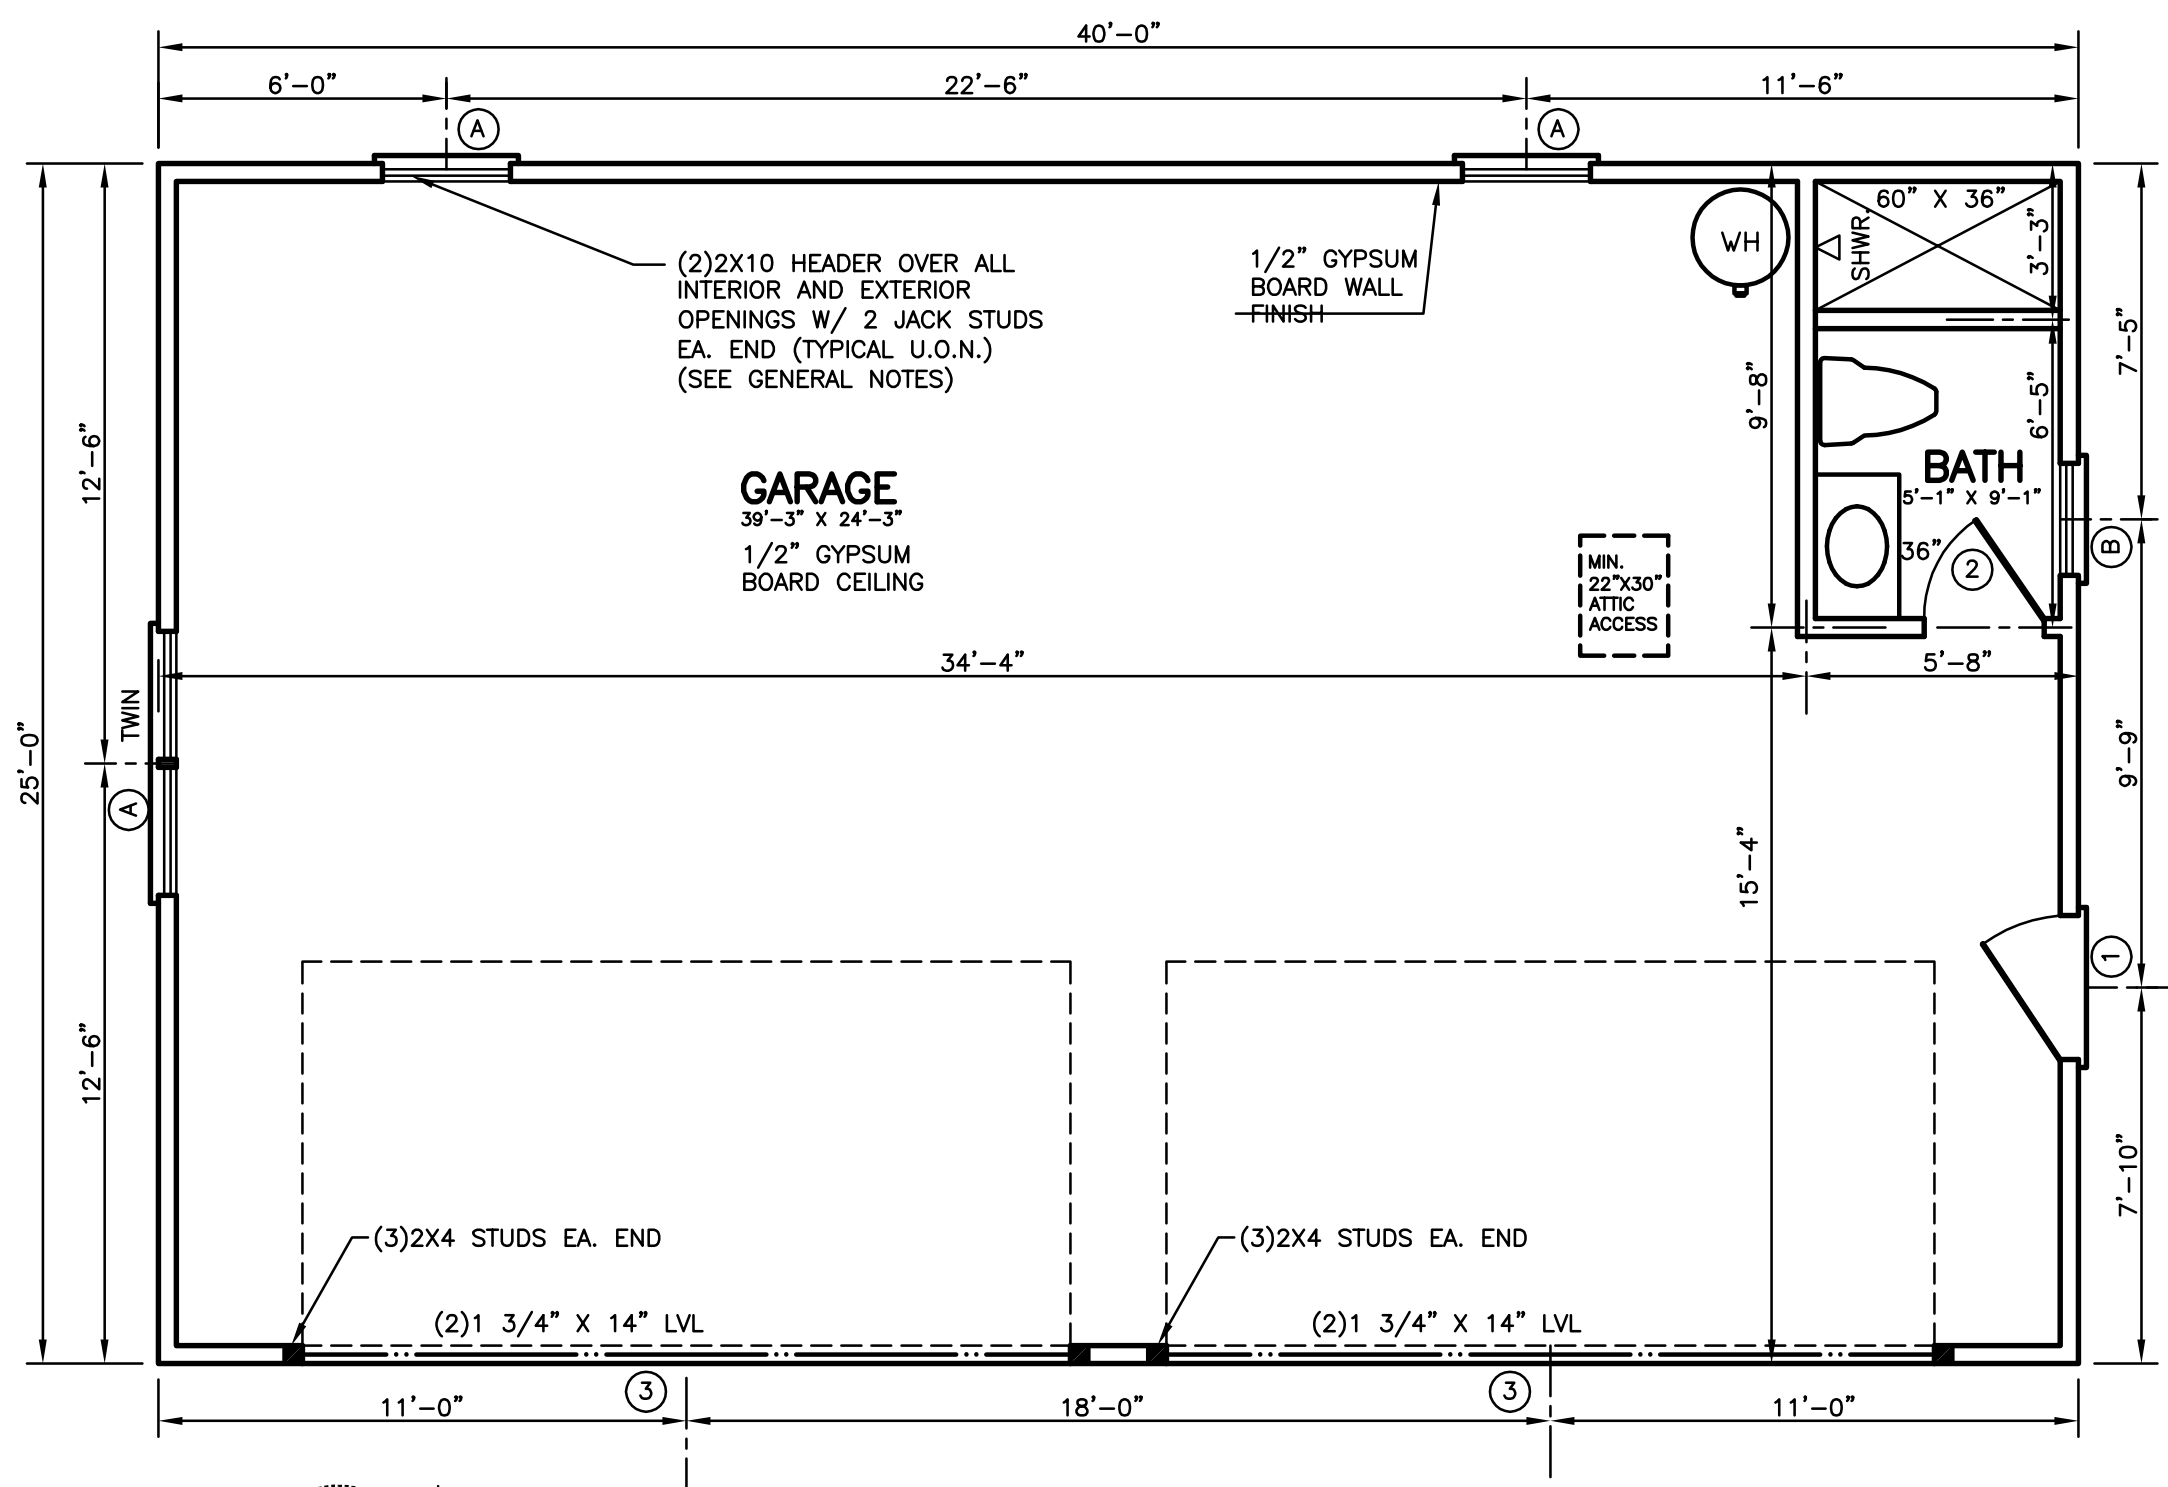 40'-0"
6'-0"
22'-6"
11'-6"
A
A
(2)2X10 HEADER OVER ALL
INTERIOR AND EXTERIOR
OPENINGS W/ 2 JACK STUDS
EA. END (TYPICAL U.O.N.)
(SEE GENERAL NOTES)
1/2" GYPSUM
BOARD WALL
FINISH
WH
60" X 36"
SHWR.
3'-3"
7'-5"
9'-8"
6'-5"
12'-6"
GARAGE
39'-3" X 24'-3"
1/2" GYPSUM
BOARD CEILING
BATH
5'-1" X 9'-1"
36"
2
B
MIN.
22"X30"
ATTIC
ACCESS
34'-4"
5'-8"
TWIN
25'-0"
A
9'-9"
15'-4"
1
12'-6"
7'-10"
(3)2X4 STUDS EA. END
(3)2X4 STUDS EA. END
(2)1 3/4" X 14" LVL
(2)1 3/4" X 14" LVL
3
3
11'-0"
18'-0"
11'-0"